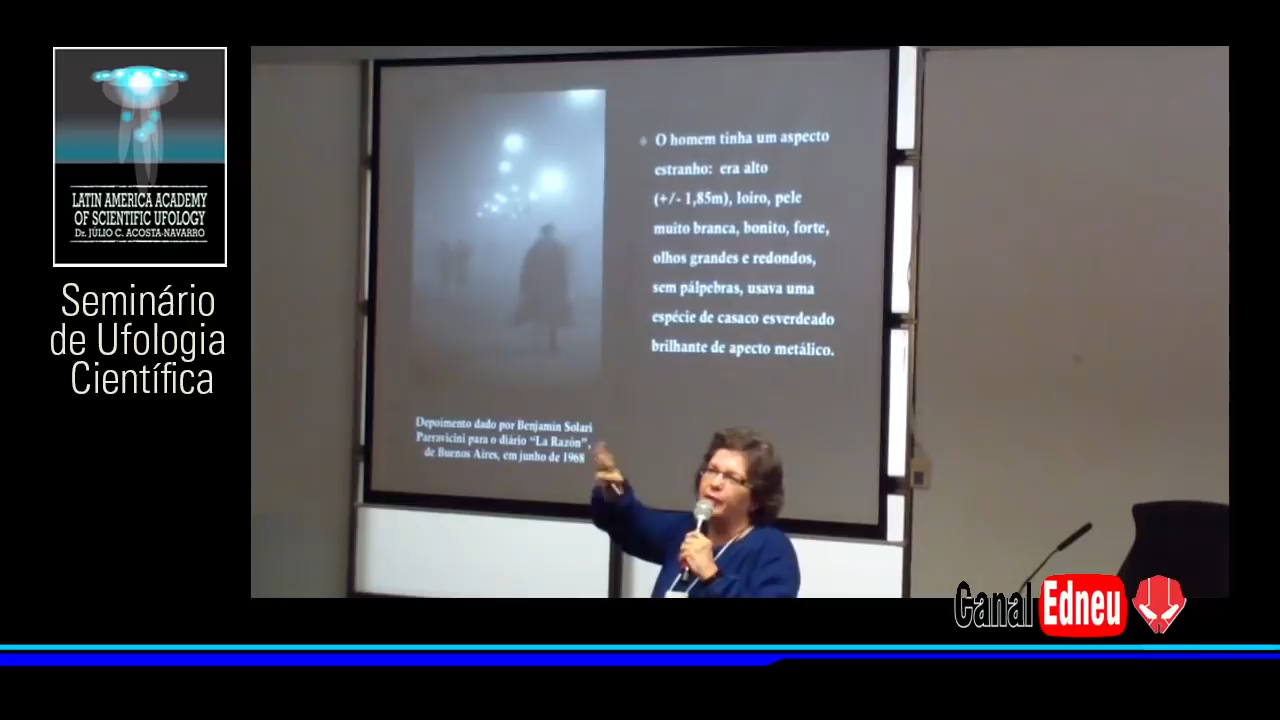 LATIN AMERICA ACADEMY
OF SCIENTIFIC UFOLOGY
Dr. JÚLIO C. ACOSTA-NAVARRO
Seminário
de Ufologia
Científica
O homem tinha um aspecto
estranho: era alto
(+/- 1,85m), loiro, pele
muito branca, bonito, forte,
olhos grandes e redondos,
sem pálpebras, usava uma
espécie de casaco esverdeado
brilhante de apecto metálico.
Depoimento dado por Benjamin Solari
Parravicini para o diário “La Razón”,
de Buenos Aires, em junho de 1968
Canal Edneu